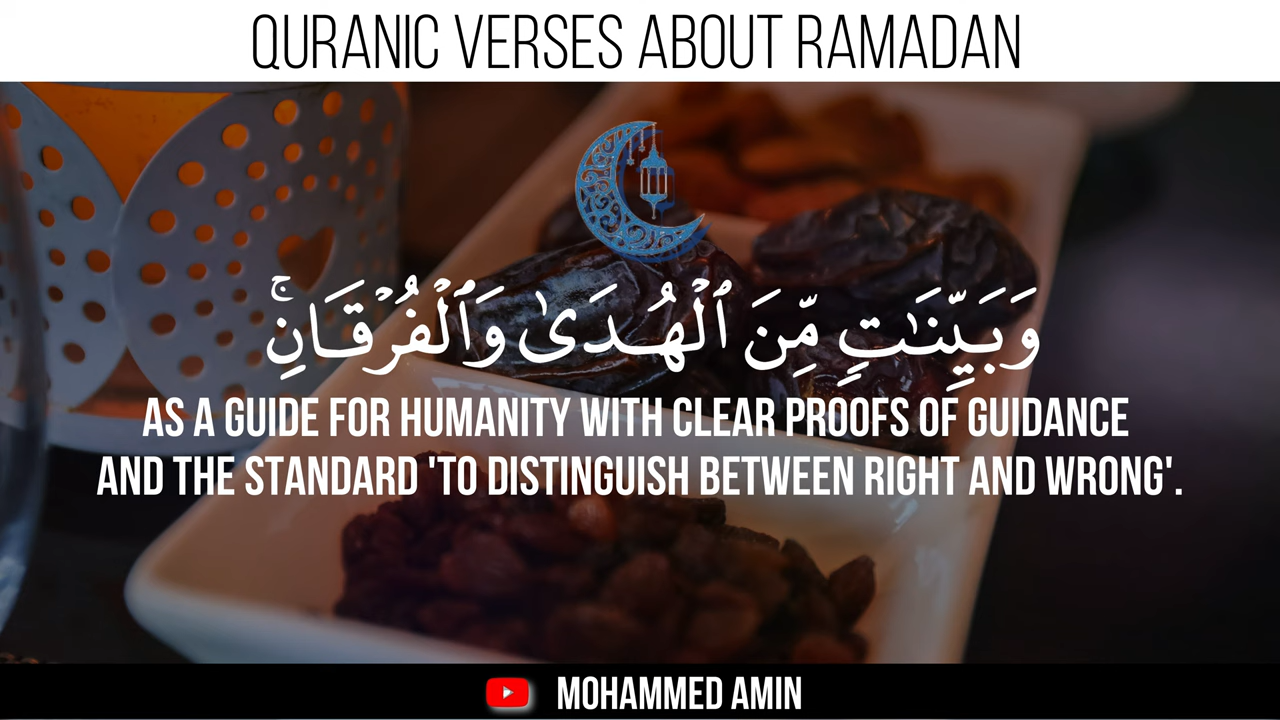 QURANIC VERSES ABOUT RAMADAN
وَبَيِّنَـٰتٍ مِّنَ ٱلْهُدَىٰ وَٱلْفُرْقَانِ ۚ
AS A GUIDE FOR HUMANITY WITH CLEAR PROOFS OF GUIDANCE
AND THE STANDARD 'TO DISTINGUISH BETWEEN RIGHT AND WRONG'.
MOHAMMED AMIN